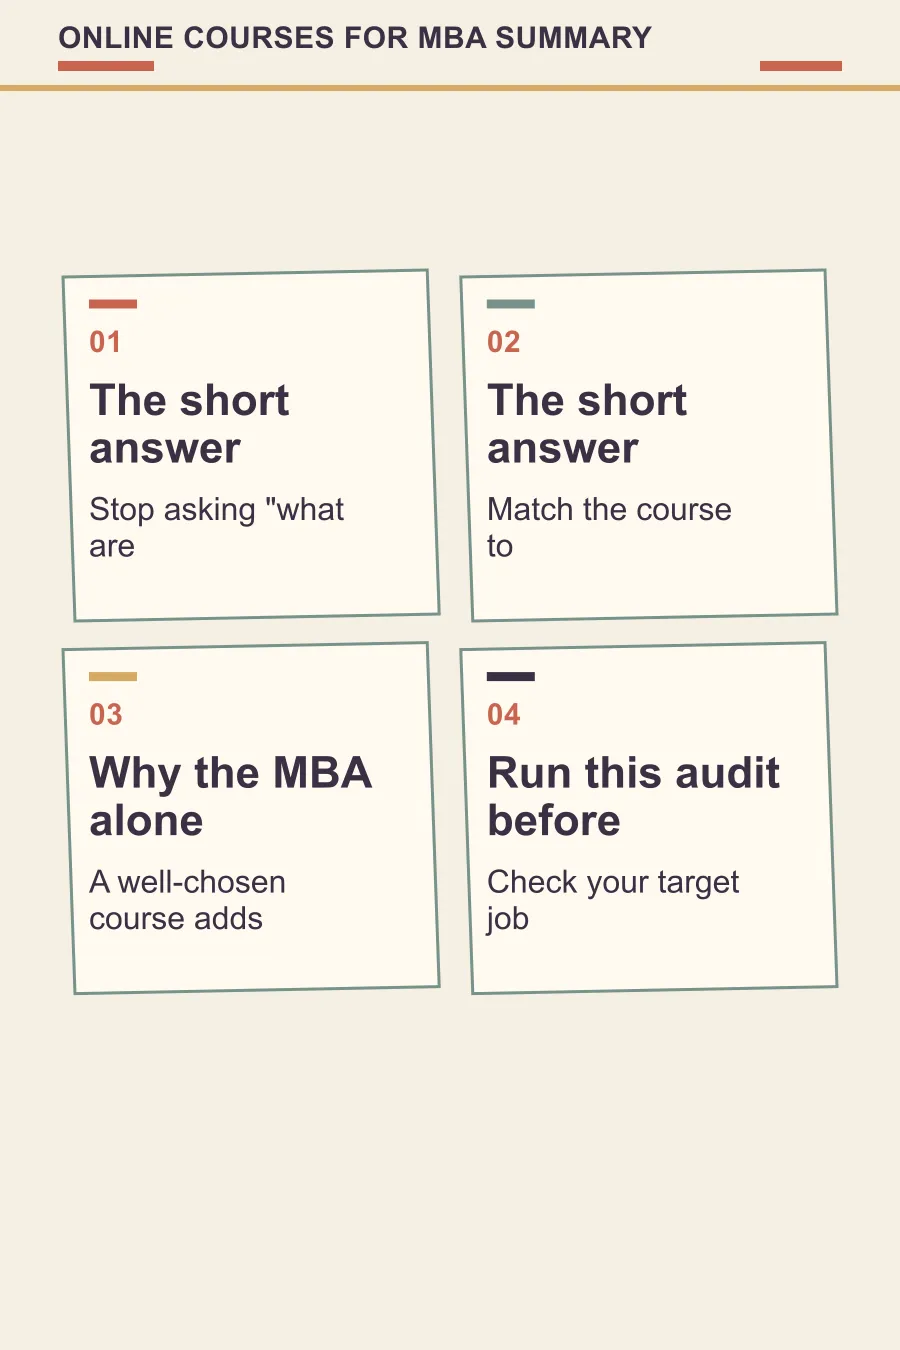 ONLINE COURSES FOR MBA SUMMARY
01
The short
answer
Stop asking "what
are
02
The short
answer
Match the course
to
03
Why the MBA
alone
A well-chosen
course adds
04
Run this audit
before
Check your target
job